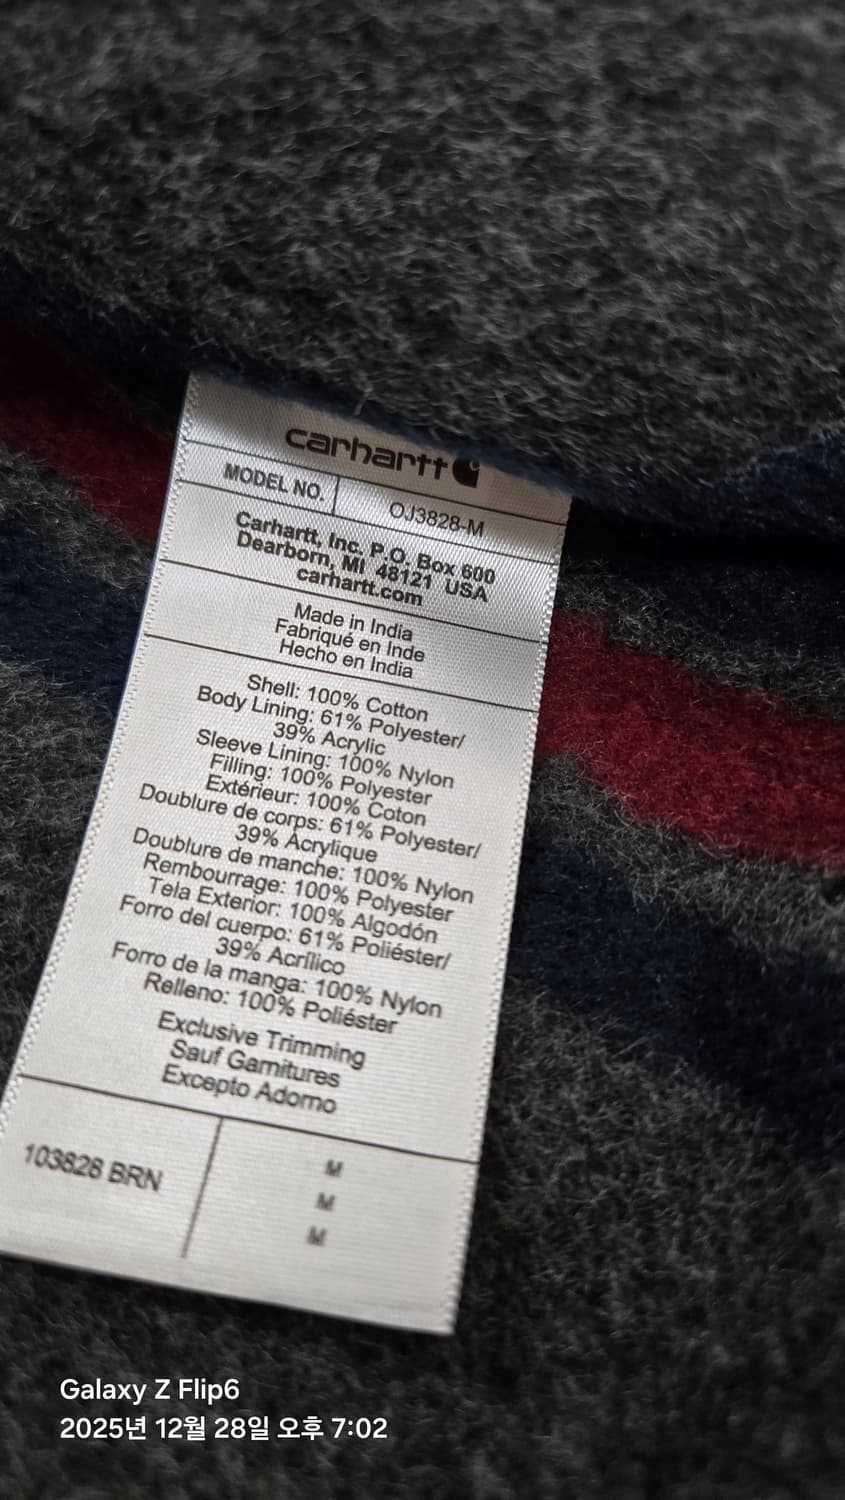 carhartt
MODEL NO. OJ3828-M
Carhartt, Inc. P.O. Box 600
Dearborn, MI 48121 USA
carhartt.com
Made in India
Fabriqué en Inde
Hecho en India
Shell: 100% Cotton
Body Lining: 61% Polyester/
39% Acrylic
Sleeve Lining: 100% Nylon
Filling: 100% Polyester
Extérieur: 100% Coton
Doublure de corps: 61% Polyester/
39% Acrylique
Doublure de manche: 100% Nylon
Rembourrage: 100% Polyester
Tela Exterior: 100% Algodón
Forro del cuerpo: 61% Poliéster/
39% Acrílico
Forro de la manga: 100% Nylon
Relleno: 100% Poliéster
Exclusive Trimming
Sauf Garnitures
Excepto Adorno
103828 BRN
M
M
M
Galaxy Z Flip6
2025년 12월 28일 오후 7:02